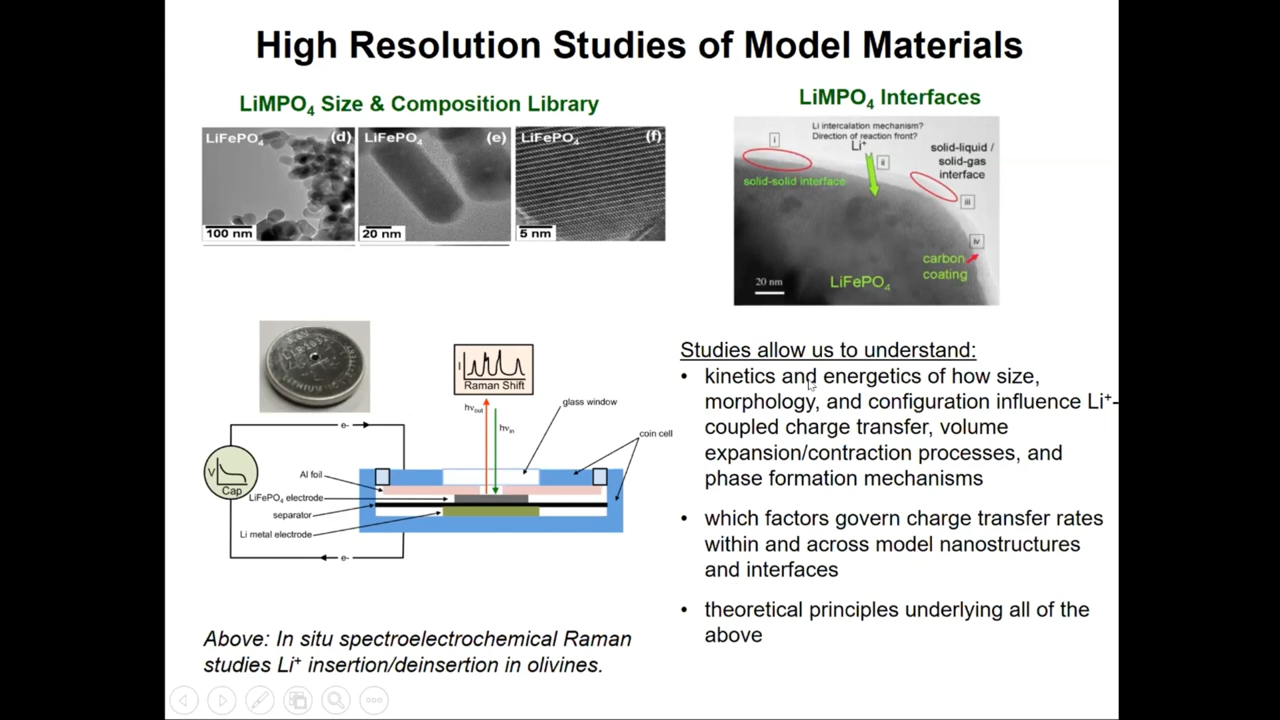 High Resolution Studies of Model Materials
LiMPO4 Size & Composition Library
LiFePO4 (d)
100 nm
LiFePO4 (e)
20 nm
LiFePO4 (f)
5 nm
LiMPO4 Interfaces
Li intercalation mechanism?
Direction of reaction front?
Li+
i
ii
solid-solid interface
solid-liquid /
solid-gas
interface
iii
iv
carbon
coating
LiFePO4
20 nm
Raman Shift
I
hνout
hνin
glass window
coin cell
e-
V
Cap
Al foil
LiFePO4 electrode
separator
Li metal electrode
e-
Above: In situ spectroelectrochemical Raman
studies Li+ insertion/deinsertion in olivines.
Studies allow us to understand:
• kinetics and energetics of how size,
morphology, and configuration influence Li+-
coupled charge transfer, volume
expansion/contraction processes, and
phase formation mechanisms
• which factors govern charge transfer rates
within and across model nanostructures
and interfaces
• theoretical principles underlying all of the
above